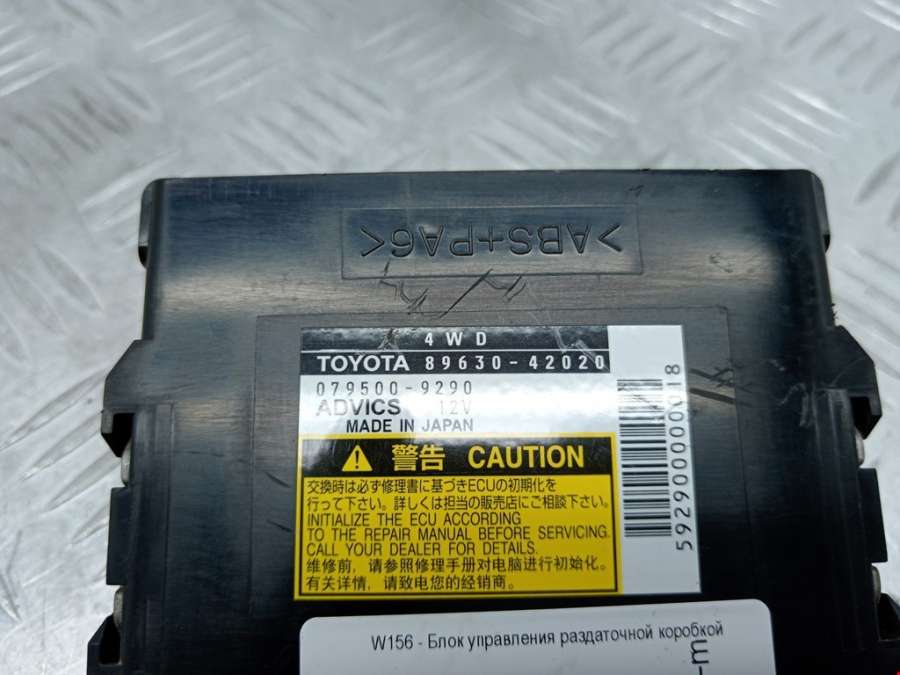 >ABS+PA6<
4WD
TOYOTA 89630-42020
079500-9290
ADVICS 12V
MADE IN JAPAN
警告 CAUTION
交換時は必ず修理書に基づきECUの初期化を
行って下さい。詳しくは担当の販売店にご相談下さい。
INITIALIZE THE ECU ACCORDING
TO THE REPAIR MANUAL BEFORE SERVICING.
CALL YOUR DEALER FOR DETAILS.
维修前，请参照修理手册对电脑进行初始化。
有关详情，请致电您的经销商。
5929000000018
W156 - Блок управления раздаточной коробкой
-m